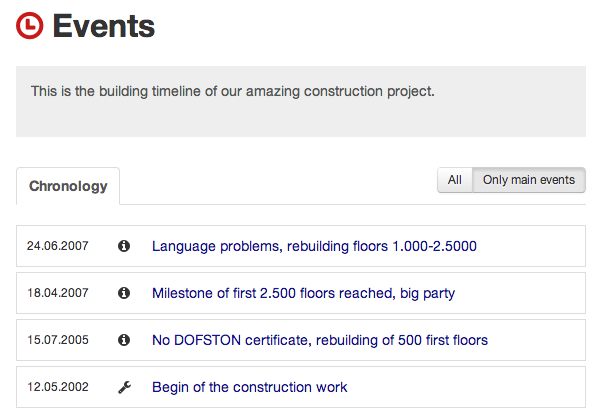 Events
This is the building timeline of our amazing construction project.
Chronology
All Only main events
24.06.2007 Language problems, rebuilding floors 1.000-2.5000
18.04.2007 Milestone of first 2.500 floors reached, big party
15.07.2005 No DOFSTON certificate, rebuilding of 500 first floors
12.05.2002 Begin of the construction work